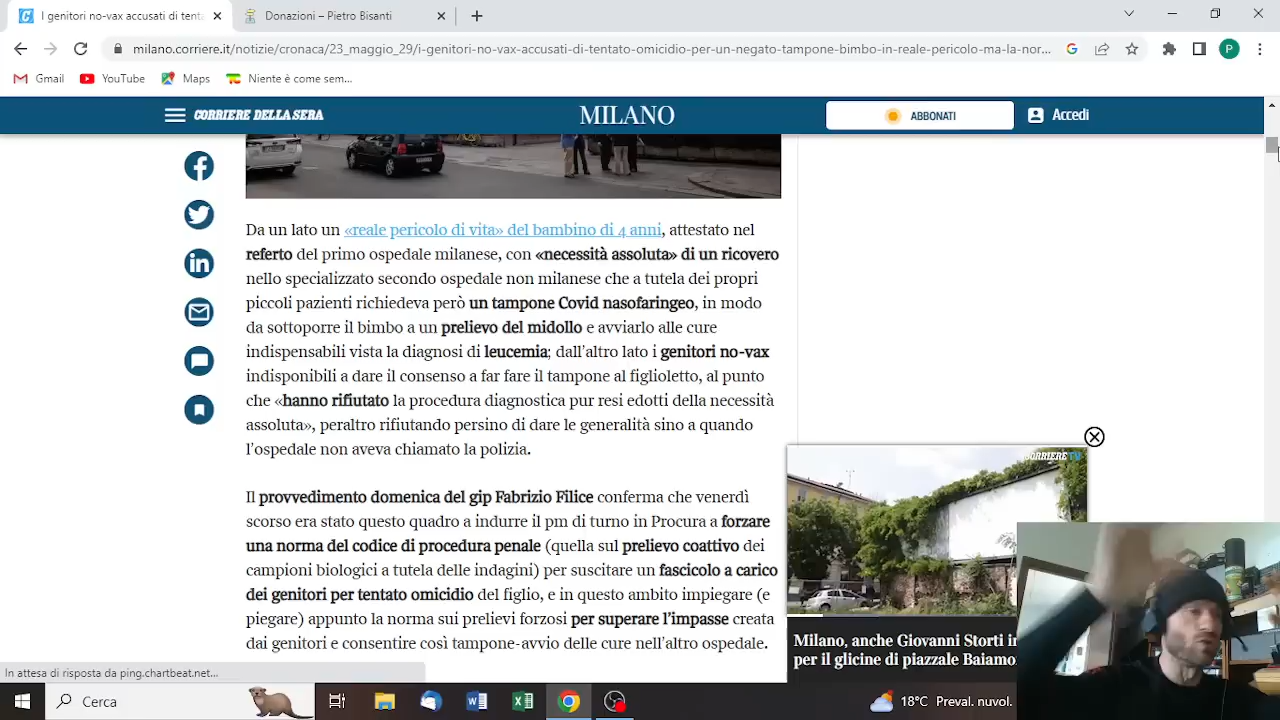 I genitori no-vax accusati di tenta
Donazioni – Pietro Bisanti
milano.corriere.it/notizie/cronaca/23_maggio_29/i-genitori-no-vax-accusati-di-tentato-omicidio-per-un-negato-tampone-bimbo-in-reale-pericolo-ma-la-nor...
P
Gmail
YouTube
Maps
Niente è come sem...
CORRIERE DELLA SERA
MILANO
ABBONATI
Accedi
Da un lato un «reale pericolo di vita» del bambino di 4 anni, attestato nel
referto del primo ospedale milanese, con «necessità assoluta» di un ricovero
nello specializzato secondo ospedale non milanese che a tutela dei propri
piccoli pazienti richiedeva però un tampone Covid nasofaringeo, in modo
da sottoporre il bimbo a un prelievo del midollo e avviarlo alle cure
indispensabili vista la diagnosi di leucemia; dall'altro lato i genitori no-vax
indisponibili a dare il consenso a far fare il tampone al figlioletto, al punto
che «hanno rifiutato la procedura diagnostica pur resi edotti della necessità
assoluta», peraltro rifiutando persino di dare le generalità sino a quando
l'ospedale non aveva chiamato la polizia.
Il provvedimento domenica del gip Fabrizio Filice conferma che venerdì
scorso era stato questo quadro a indurre il pm di turno in Procura a forzare
una norma del codice di procedura penale (quella sul prelievo coattivo dei
campioni biologici a tutela delle indagini) per suscitare un fascicolo a carico
dei genitori per tentato omicidio del figlio, e in questo ambito impiegare (e
piegare) appunto la norma sui prelievi forzosi per superare l'impasse creata
dai genitori e consentire così tampone-avvio delle cure nell'altro ospedale.
CORRIERE TV
Milano, anche Giovanni Storti in
per il glicine di piazzale Baiamo
In attesa di risposta da ping.chartbeat.net...
Cerca
18°C Preval. nuvol.